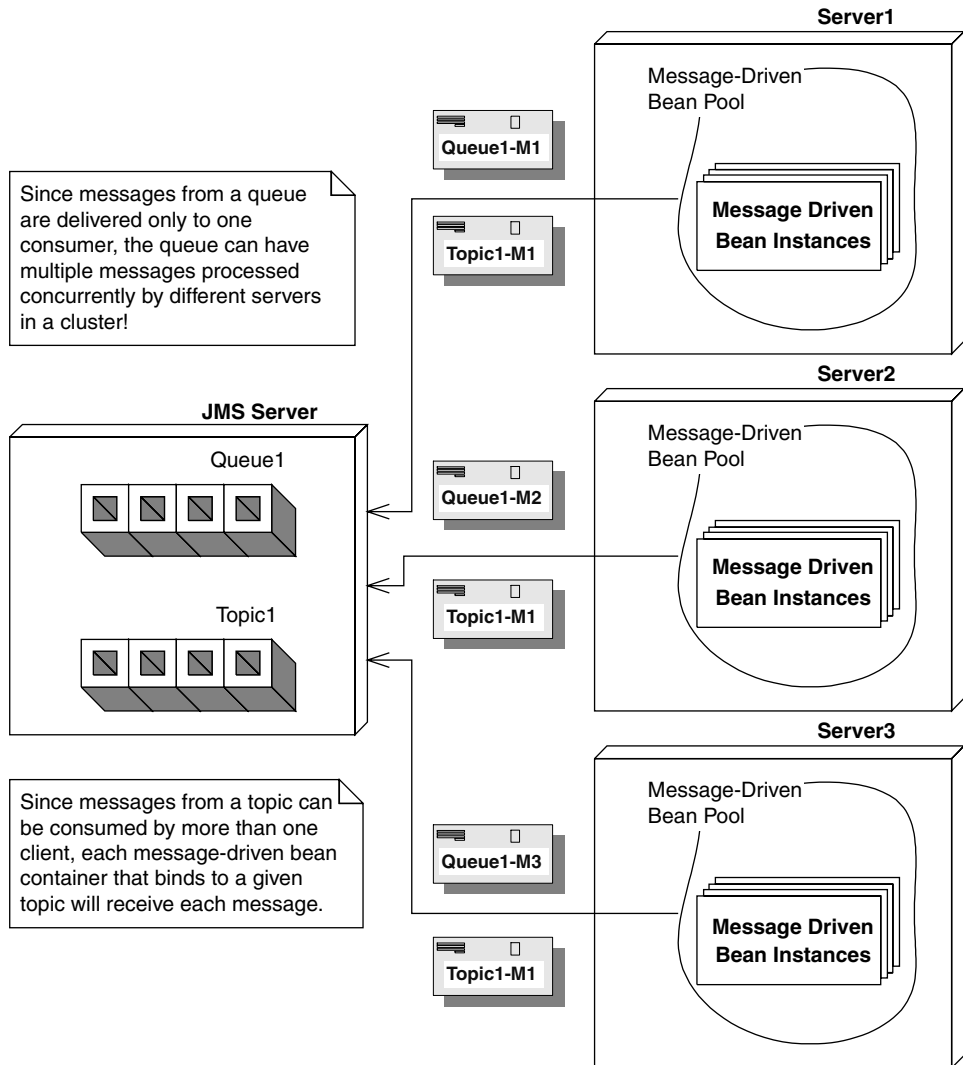 Server1
Message-Driven
Bean Pool
Queue1-M1
Message Driven
Bean Instances
Topic1-M1
Since messages from a queue
are delivered only to one
consumer, the queue can have
multiple messages processed
concurrently by different servers
in a cluster!
Server2
JMS Server
Message-Driven
Bean Pool
Queue1
Queue1-M2
Message Driven
Bean Instances
Topic1
Topic1-M1
Server3
Since messages from a topic can
be consumed by more than one
client, each message-driven bean
container that binds to a given
topic will receive each message.
Message-Driven
Bean Pool
Queue1-M3
Message Driven
Bean Instances
Topic1-M1